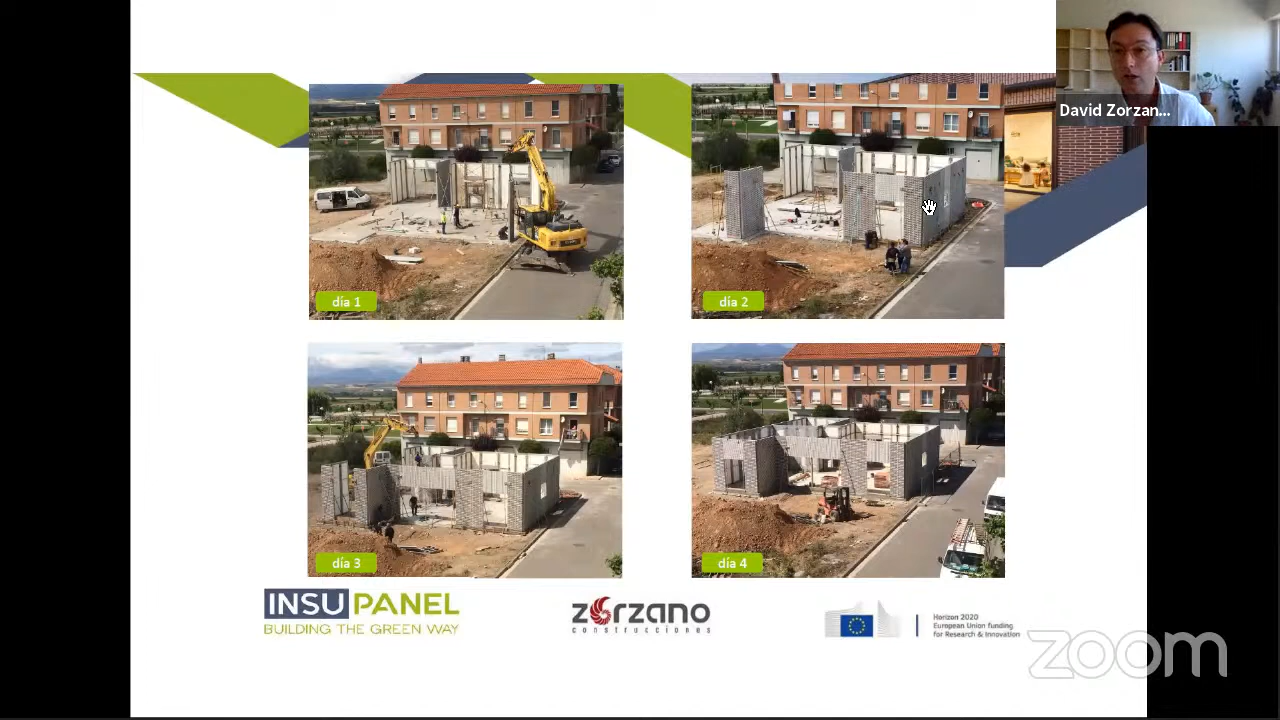 David Zorzan...
día 1
día 2
día 3
día 4
INSUPANEL
BUILDING THE GREEN WAY
zorzano
construcciones
Horizon 2020
European Union funding
for Research & Innovation
zoom